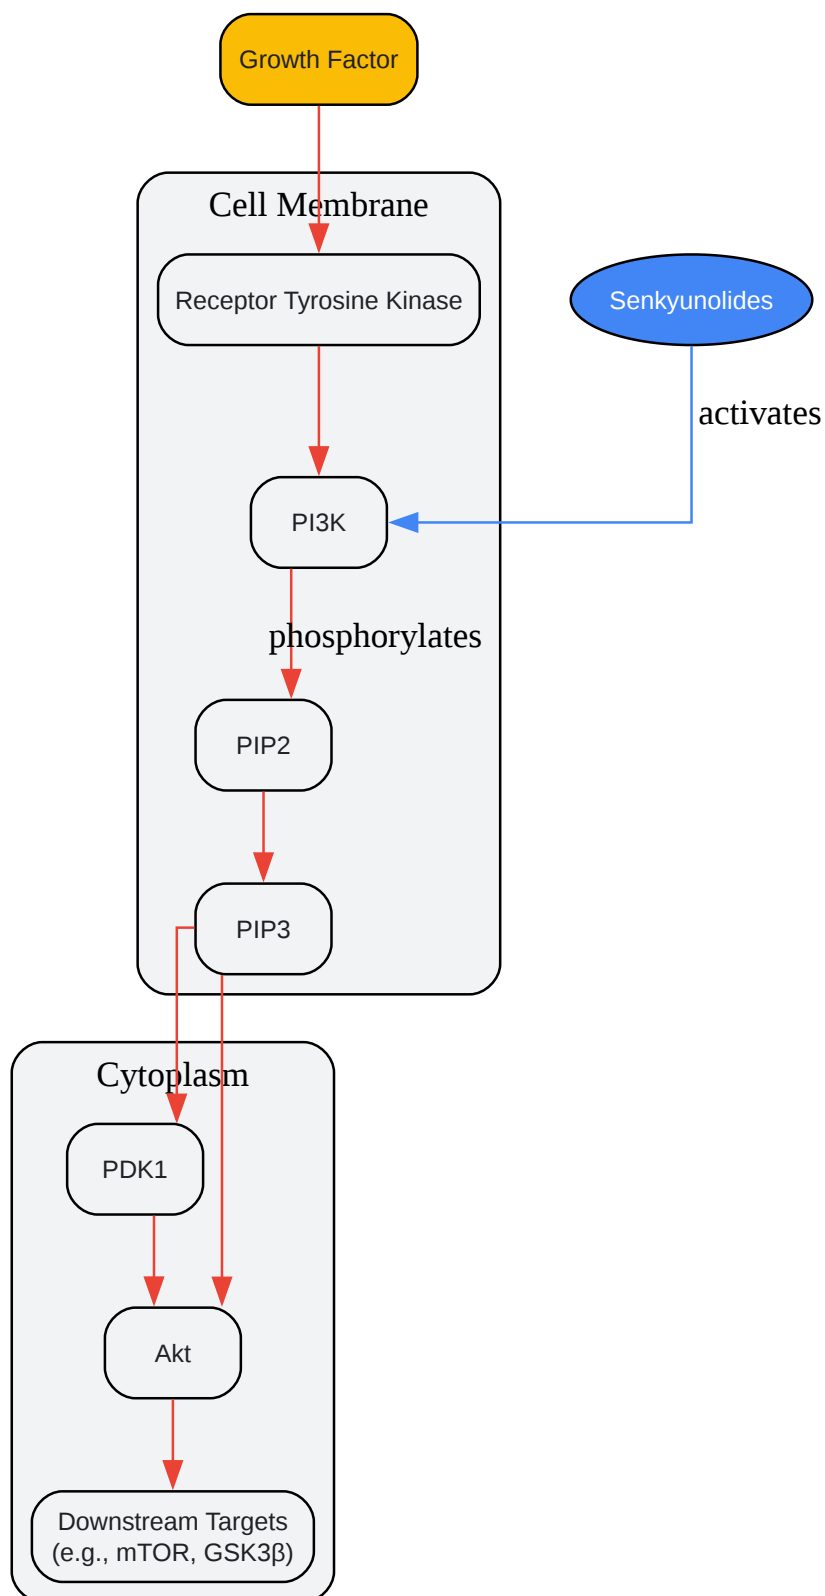 Growth Factor
Cell Membrane
Receptor Tyrosine Kinase
Senkyunolides
activates
PI3K
phosphorylates
PIP2
PIP3
Cytoplasm
PDK1
Akt
Downstream Targets
(e.g., mTOR, GSK3β)